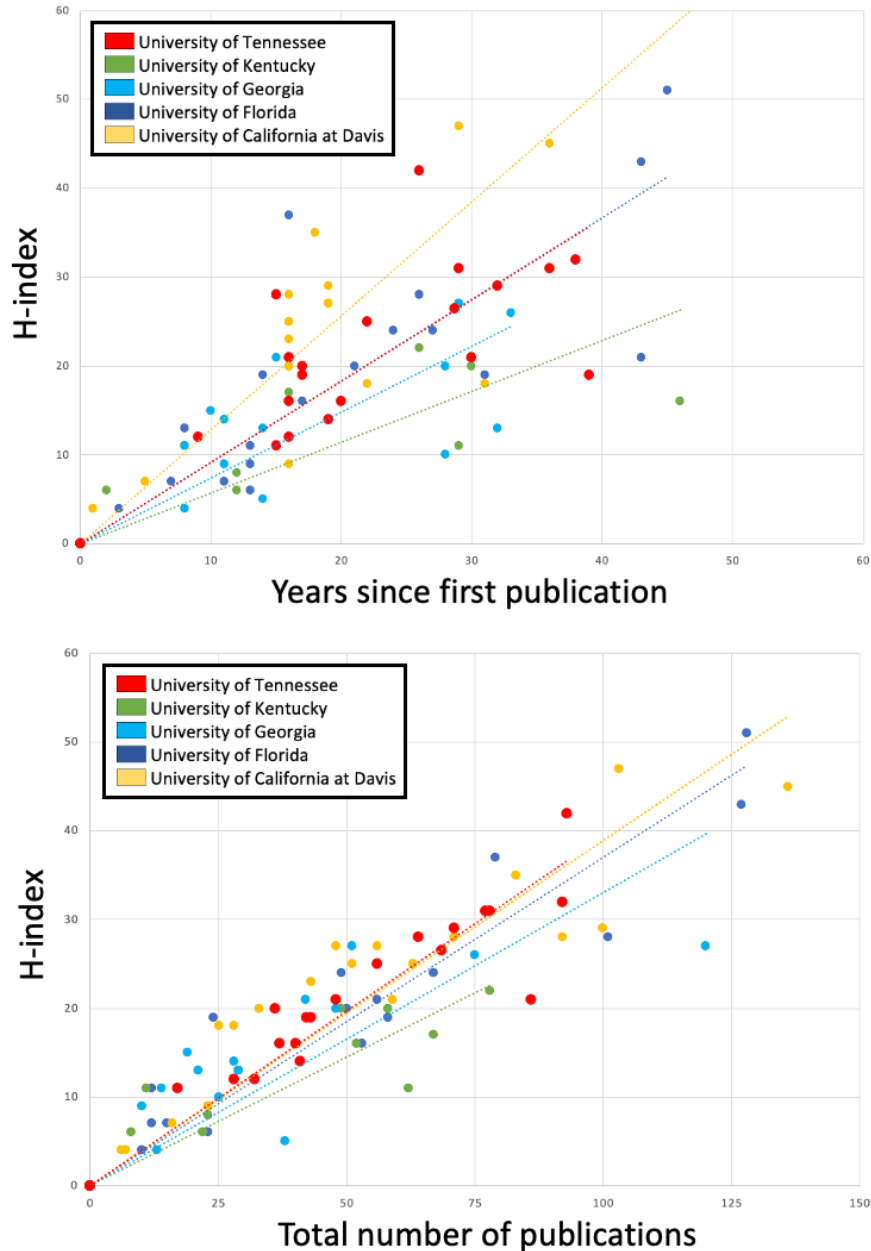 60
50
40
30
20
10
0
H-index
University of Tennessee
University of Kentucky
University of Georgia
University of Florida
University of California at Davis
0 10 20 30 40 50 60
Years since first publication
60
50
40
30
20
10
0
H-index
University of Tennessee
University of Kentucky
University of Georgia
University of Florida
University of California at Davis
0 25 50 75 100 125 150
Total number of publications